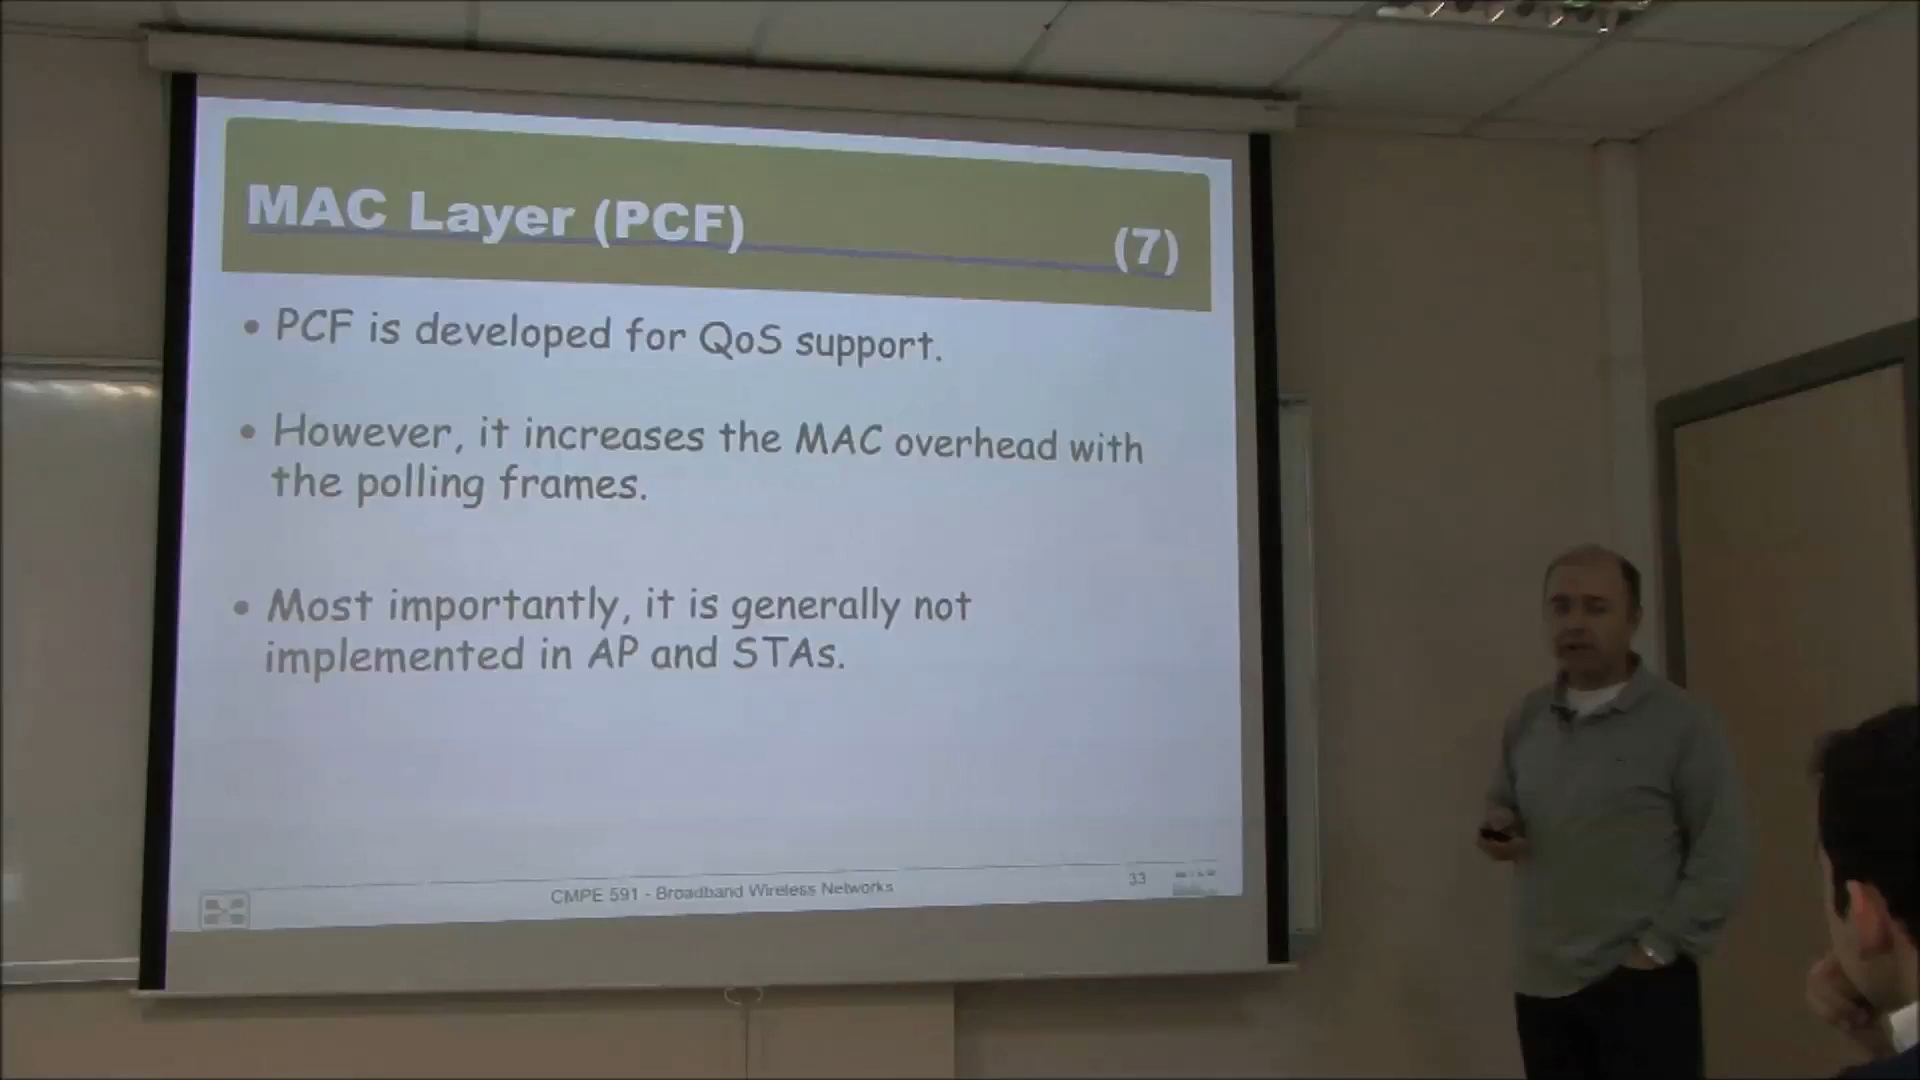 MAC Layer (PCF) (7)
• PCF is developed for QoS support.
• However, it increases the MAC overhead with
the polling frames.
• Most importantly, it is generally not
implemented in AP and STAs.
CMPE 591 - Broadband Wireless Networks 33